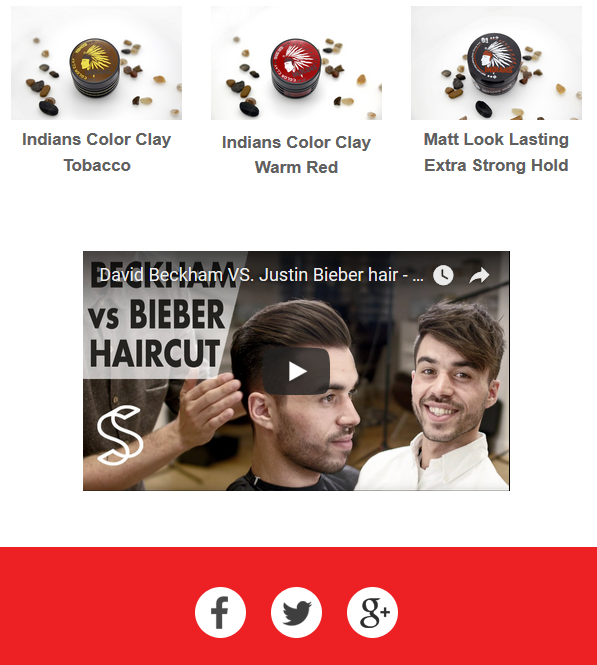 Indians Color Clay
Tobacco
Indians Color Clay
Warm Red
Matt Look Lasting
Extra Strong Hold
David Beckham VS. Justin Bieber hair - ...
BECKHAM
vs BIEBER
HAIRCUT
S
f
g+